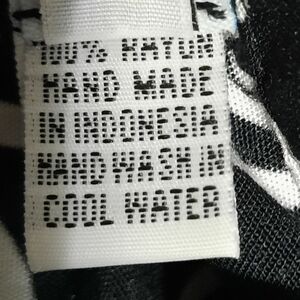 100% RAYON
HAND MADE
IN INDONESIA
HAND WASH IN
COOL WATER